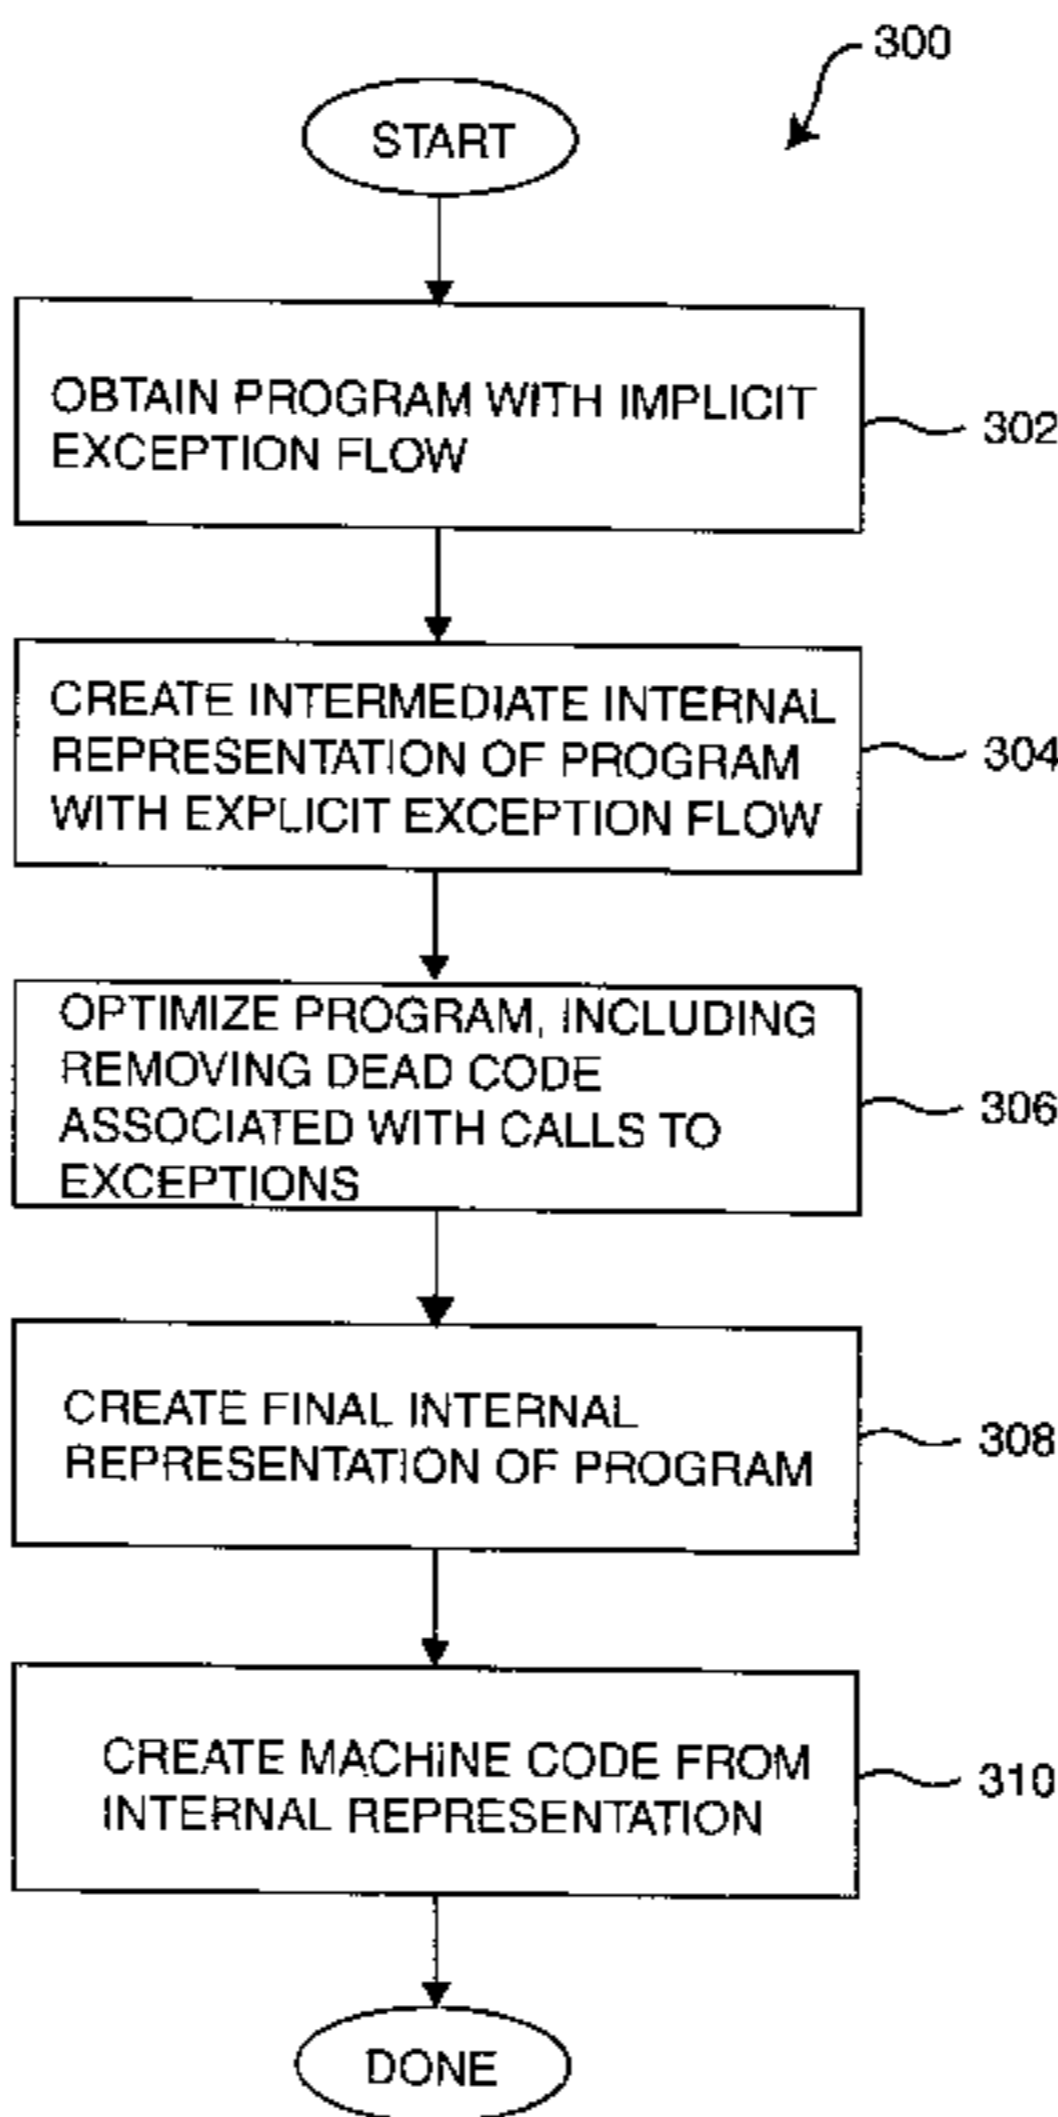 300
START
OBTAIN PROGRAM WITH IMPLICIT
EXCEPTION FLOW
302
CREATE INTERMEDIATE INTERNAL
REPRESENTATION OF PROGRAM
WITH EXPLICIT EXCEPTION FLOW
304
OPTIMIZE PROGRAM, INCLUDING
REMOVING DEAD CODE
ASSOCIATED WITH CALLS TO
EXCEPTIONS
306
CREATE FINAL INTERNAL
REPRESENTATION OF PROGRAM
308
CREATE MACHINE CODE FROM
INTERNAL REPRESENTATION
310
DONE